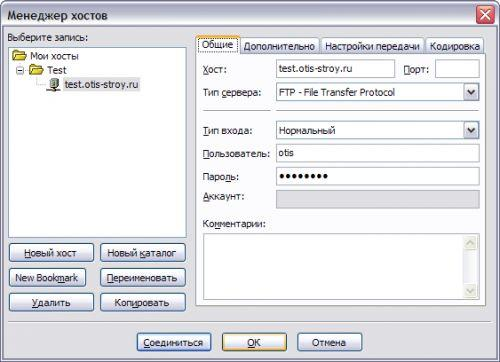 Менеджер хостов
Выберите запись:
Мои хосты
Test
test.otis-stroy.ru
Новый хост
Новый каталог
New Bookmark
Переименовать
Удалить
Копировать
Общие
Дополнительно
Настройки передачи
Кодировка
Хост:
test.otis-stroy.ru
Порт:
Тип сервера:
FTP - File Transfer Protocol
Тип входа:
Нормальный
Пользователь:
otis
Пароль:
••••••••
Аккаунт:
Комментарии:
Соединиться
OK
Отмена